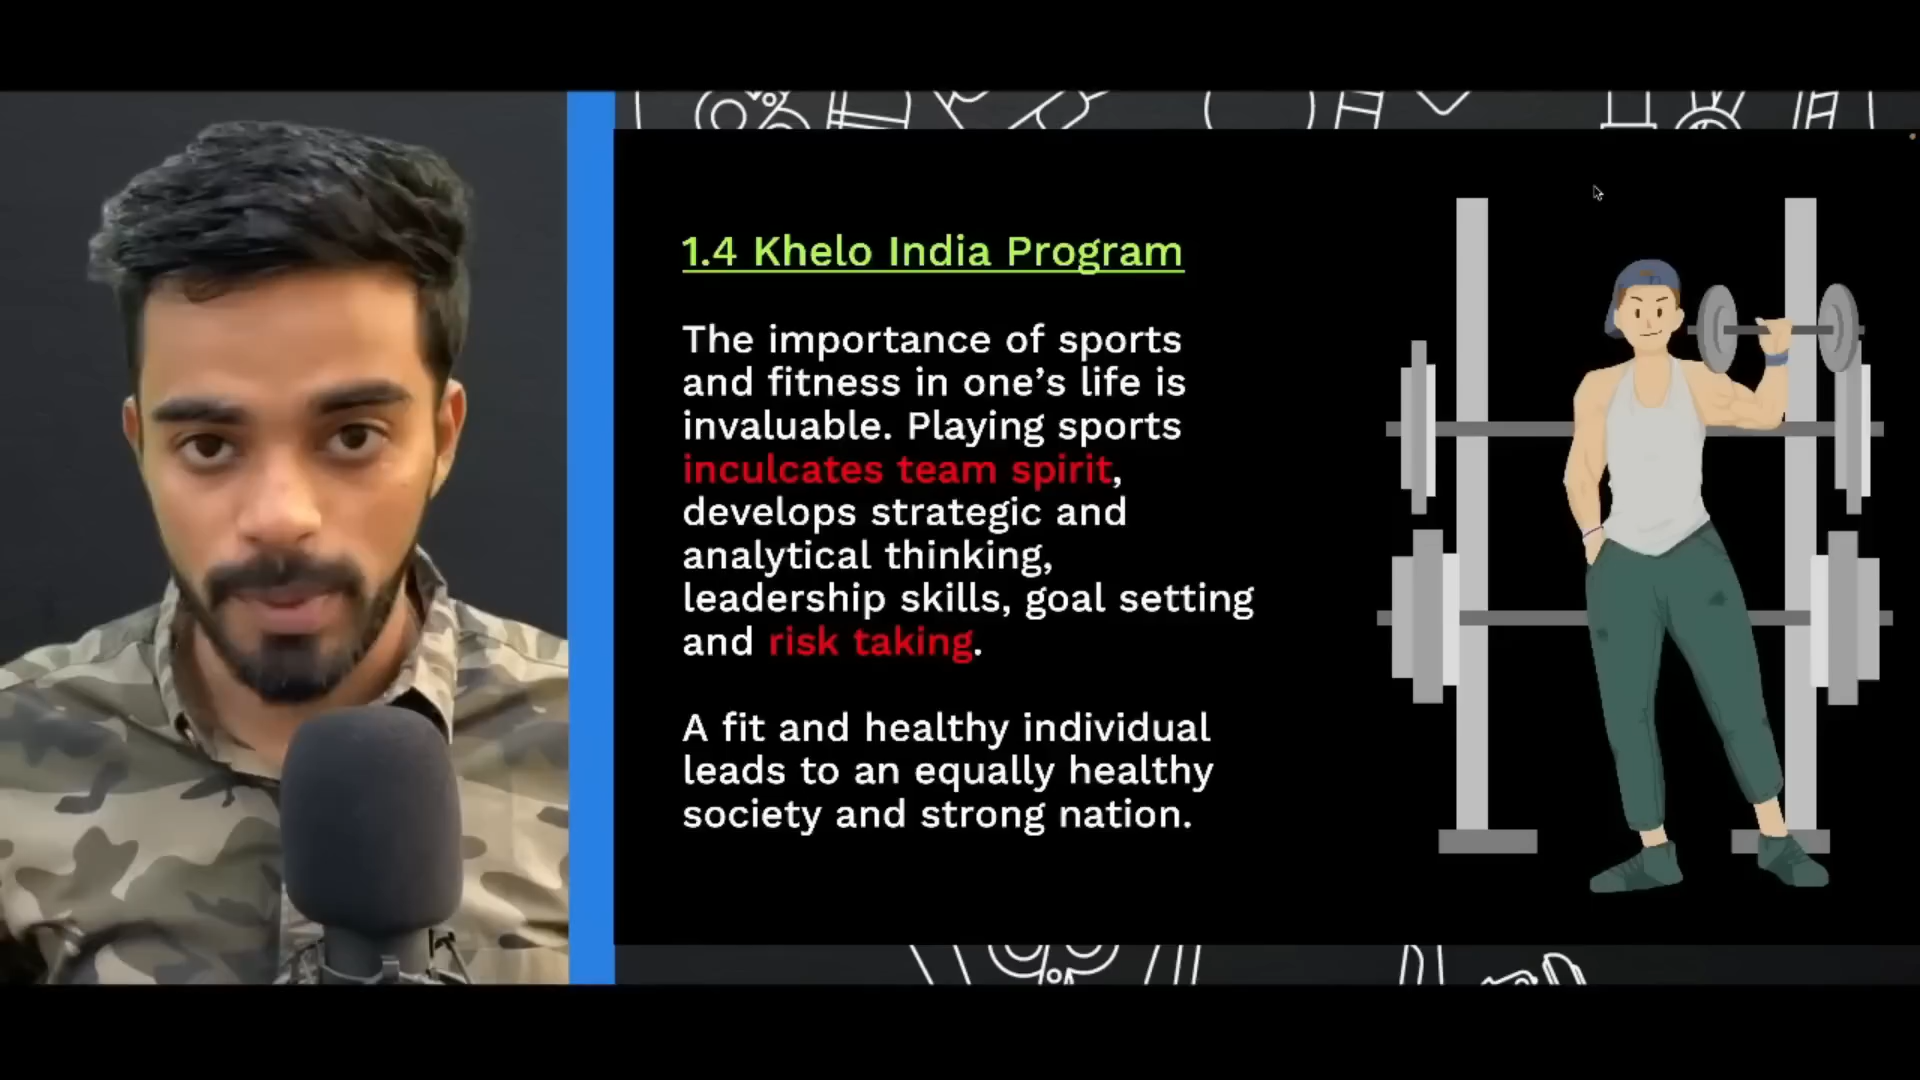 1.4 Khelo India Program
The importance of sports
and fitness in one’s life is
invaluable. Playing sports
inculcates team spirit,
develops strategic and
analytical thinking,
leadership skills, goal setting
and risk taking.
A fit and healthy individual
leads to an equally healthy
society and strong nation.